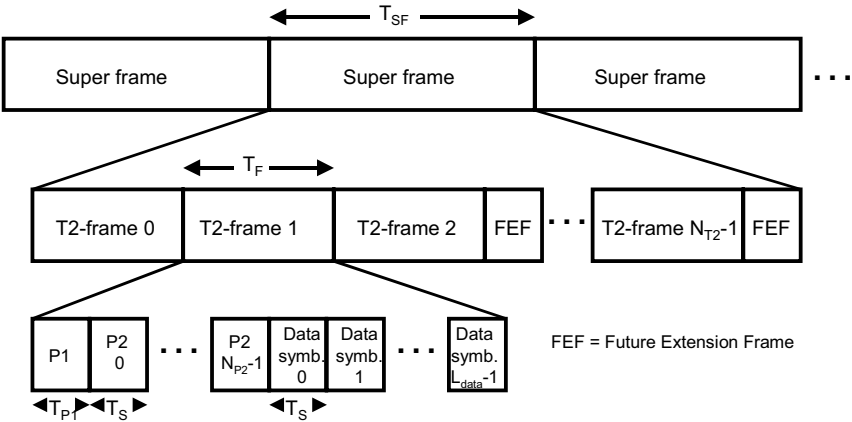 T_SF
Super frame Super frame Super frame ...
T_F
T2-frame 0 T2-frame 1 T2-frame 2 FEF ... T2-frame N_T2-1 FEF
P1
P2
0
...
P2
N_P2-1
Data
symb.
0
Data
symb.
1
...
Data
symb.
L_data-1
FEF = Future Extension Frame
T_P1 T_S T_S